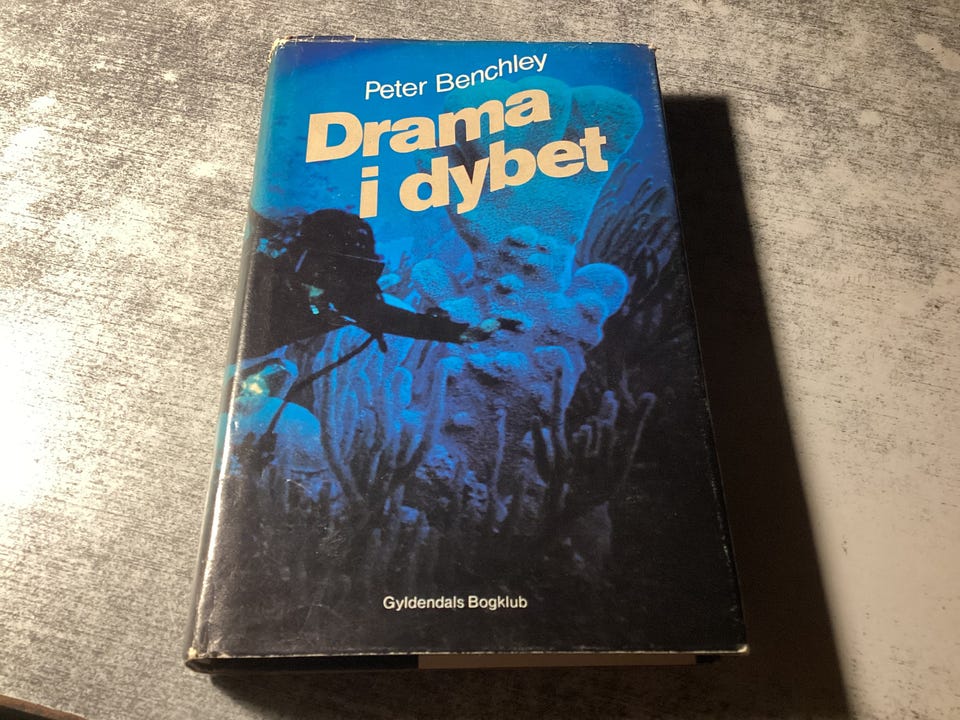 Peter Benchley
Drama
i dybet
Gyldendals Bogklub